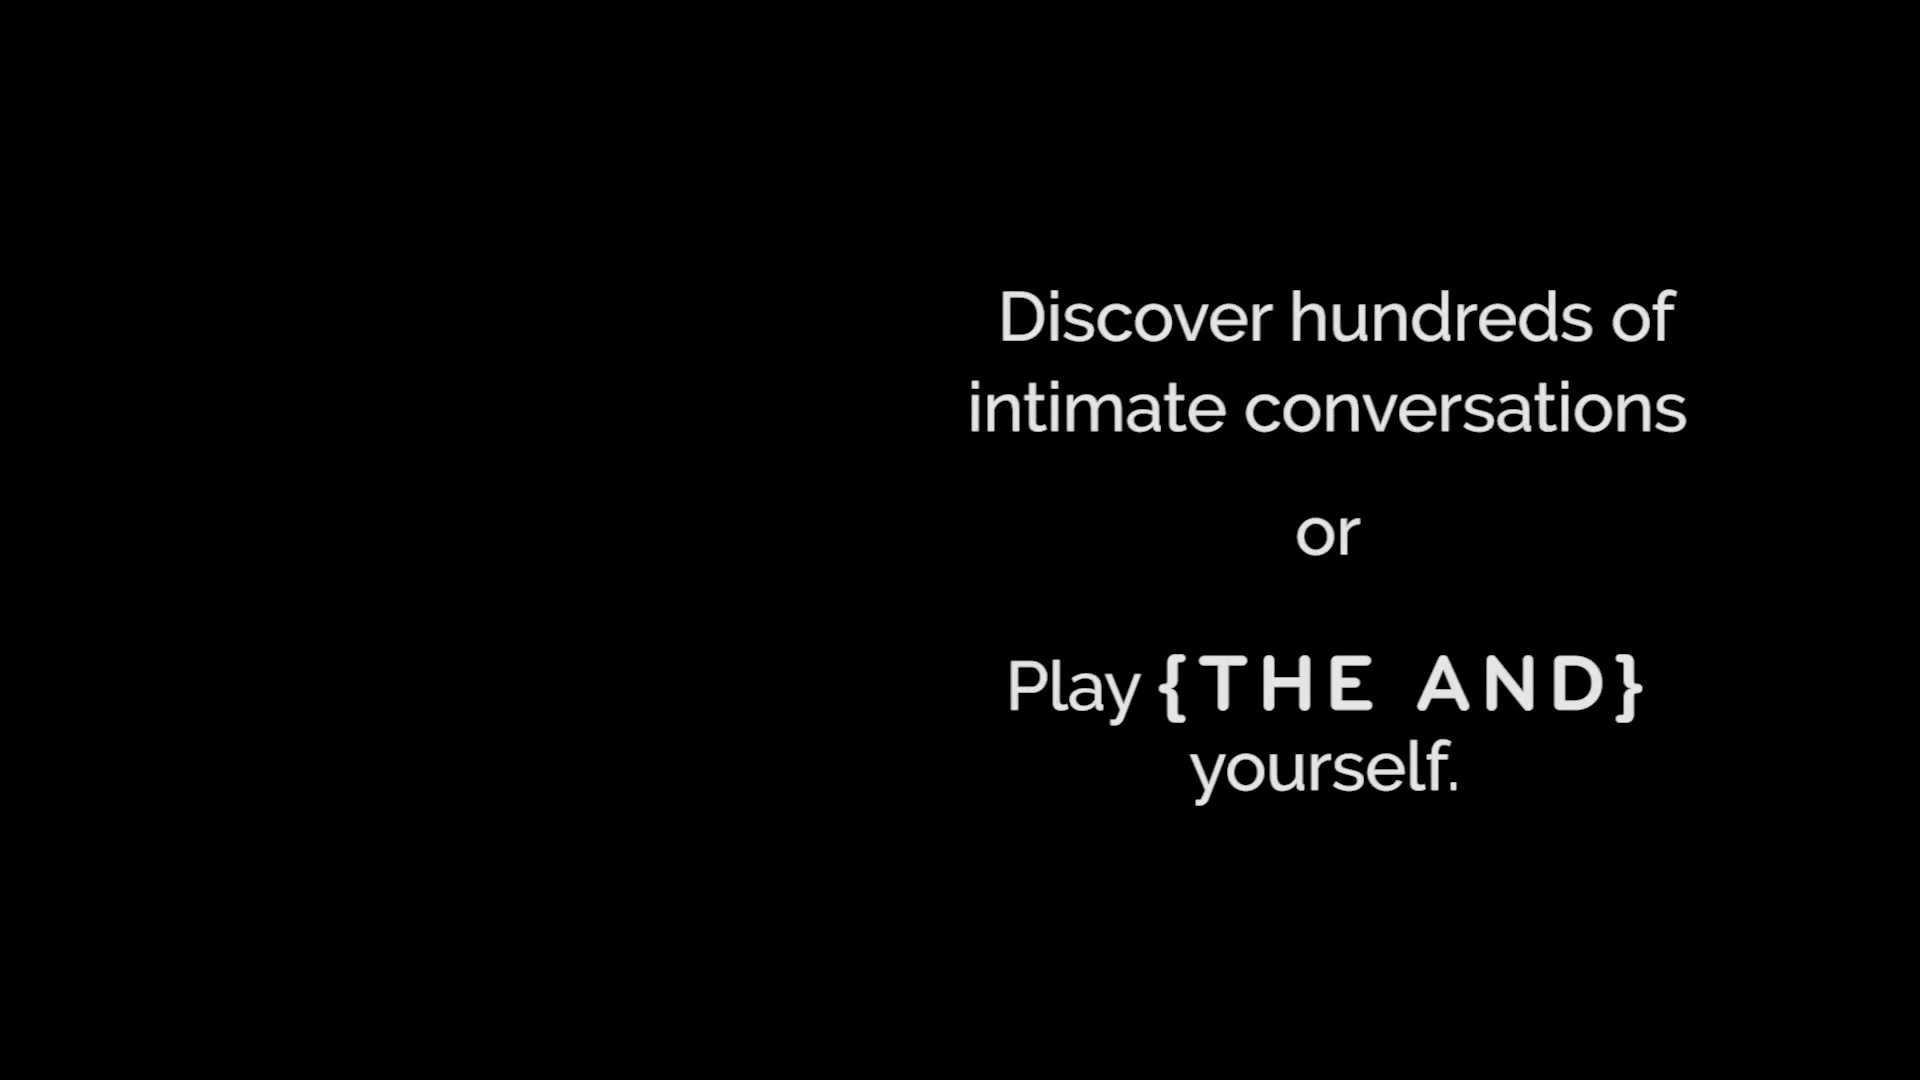 Discover hundreds of
intimate conversations
or
Play {THE AND}
yourself.